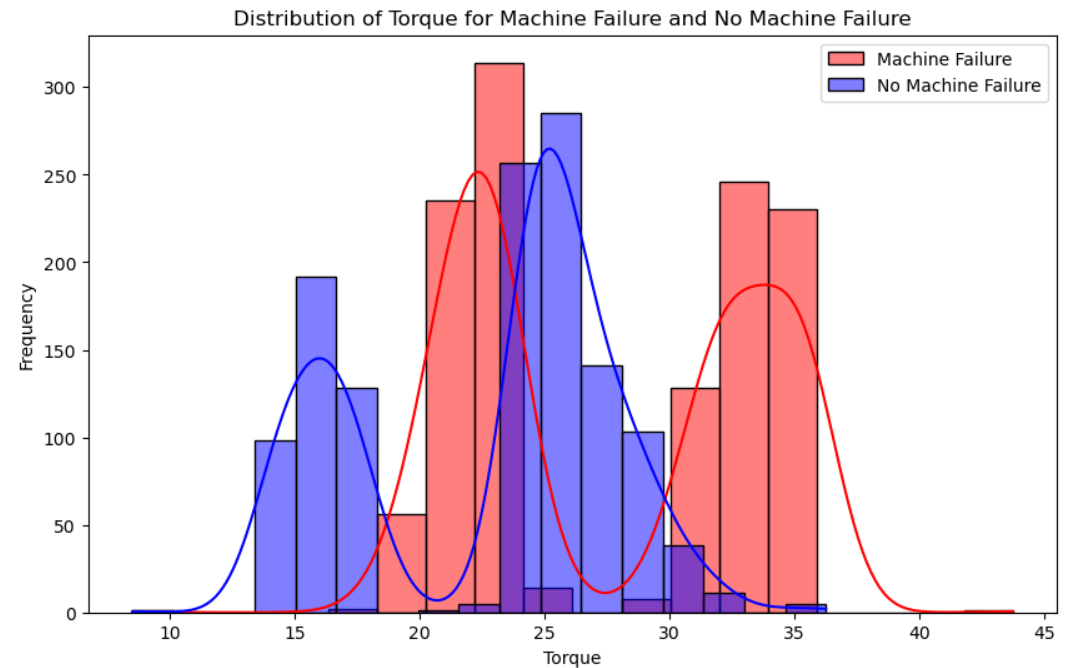 Distribution of Torque for Machine Failure and No Machine Failure
Machine Failure
No Machine Failure
Frequency
300
250
200
150
100
50
0
10 15 20 25 30 35 40 45
Torque